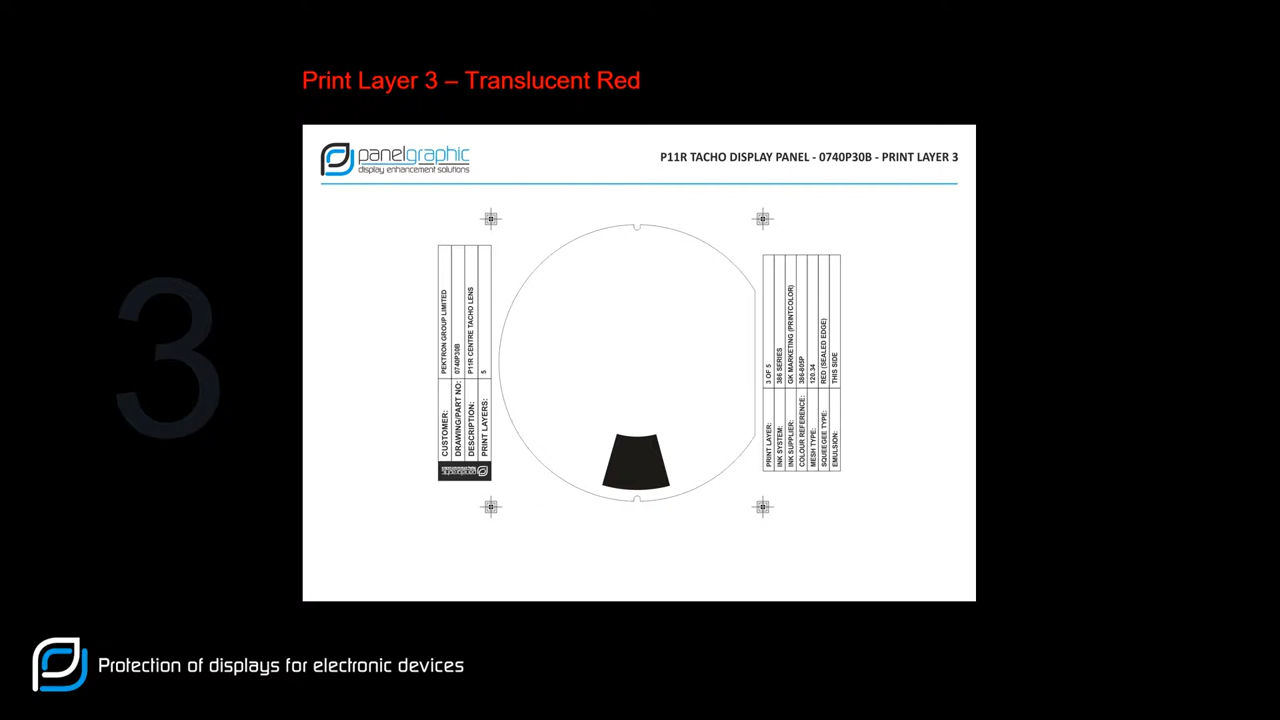 Print Layer 3 – Translucent Red
panelgraphic
display enhancement solutions
P11R TACHO DISPLAY PANEL - 0740P30B - PRINT LAYER 3
3
CUSTOMER: PEKTRON GROUP LIMITED
DRAWING/PART NO: 0740P30B
DESCRIPTION: P11R CENTRE TACHO LENS
PRINT LAYERS: 5
PRINT LAYER: 3 OF 5
INK SYSTEM: 386 SERIES
INK SUPPLIER: GK MARKETING (PRINTCOLOR)
COLOUR REFERENCE: 386-805P
MESH TYPE: 120.34
SQUEEGEE TYPE: RED (SEALED EDGE)
EMULSION: THIS SIDE
Protection of displays for electronic devices